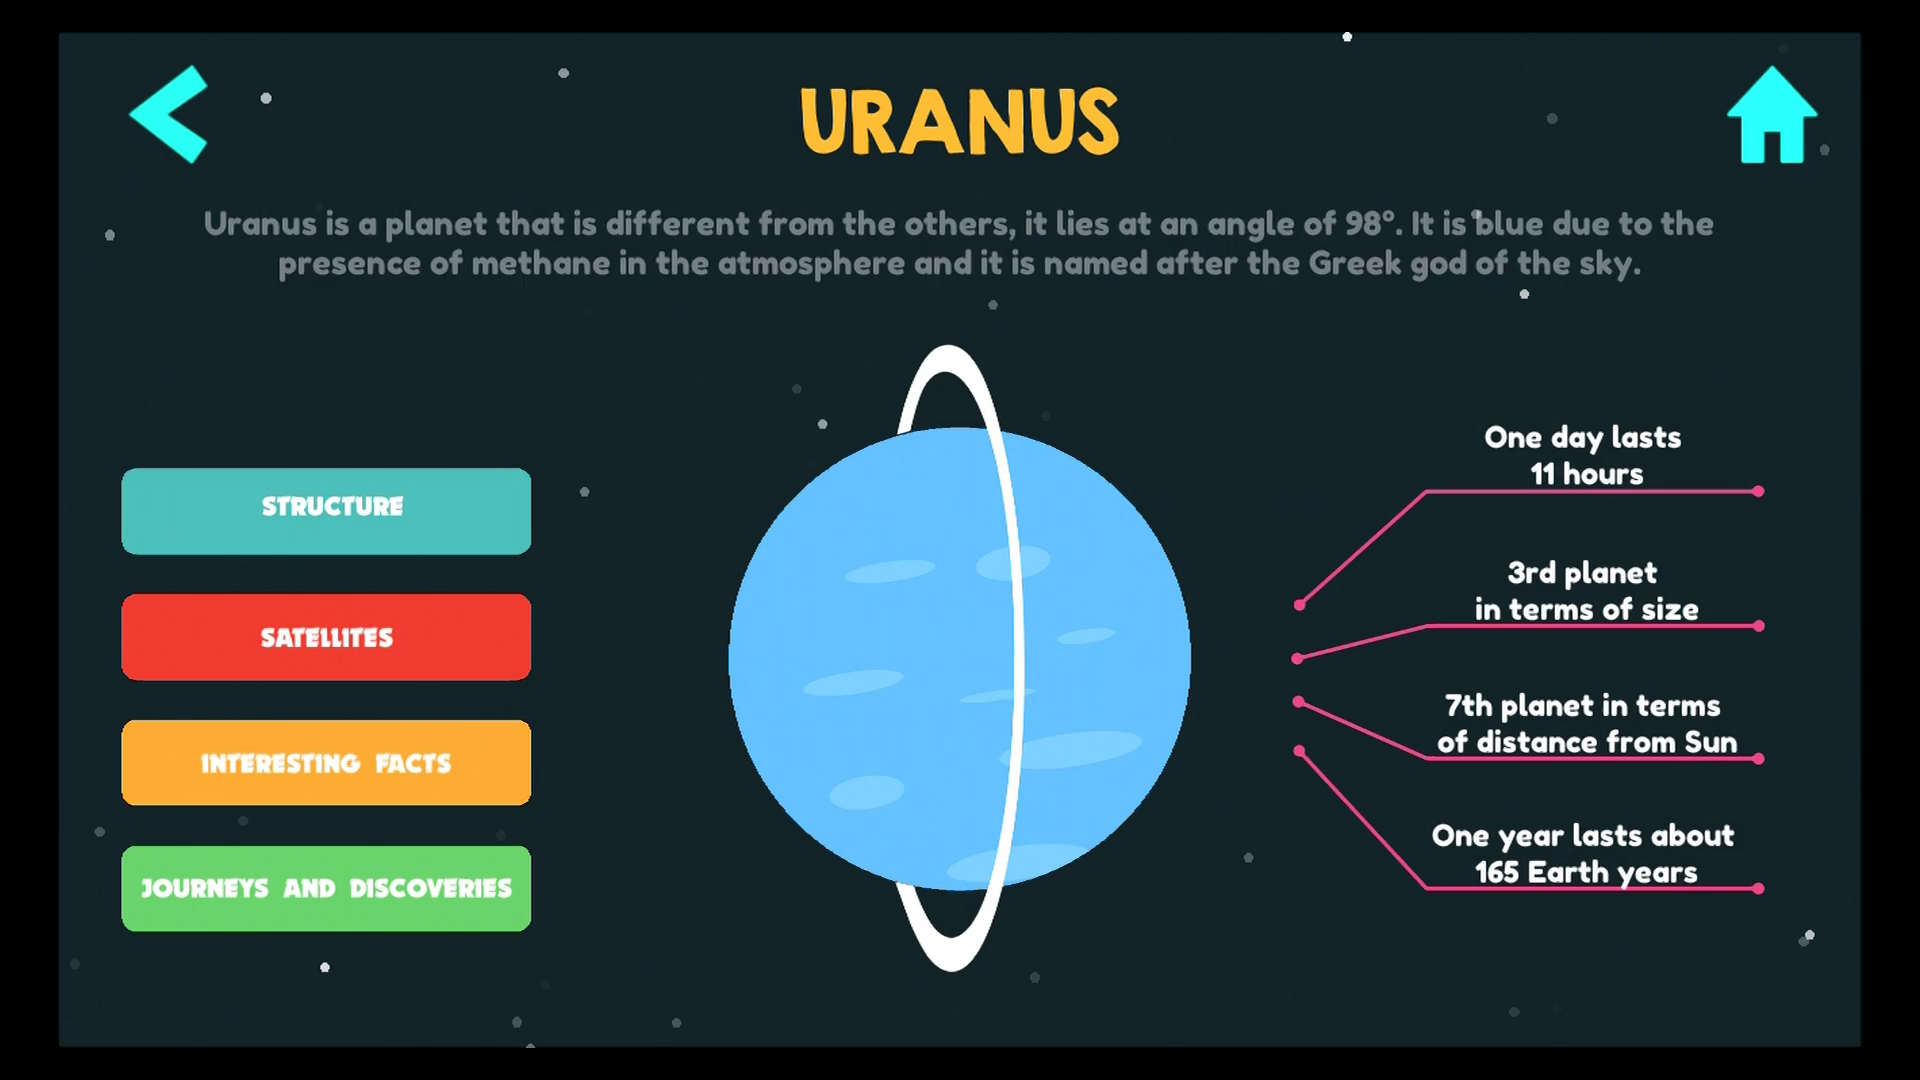 URANUS
Uranus is a planet that is different from the others, it lies at an angle of 98°. It is blue due to the
presence of methane in the atmosphere and it is named after the Greek god of the sky.
STRUCTURE
SATELLITES
INTERESTING FACTS
JOURNEYS AND DISCOVERIES
One day lasts
11 hours
3rd planet
in terms of size
7th planet in terms
of distance from Sun
One year lasts about
165 Earth years